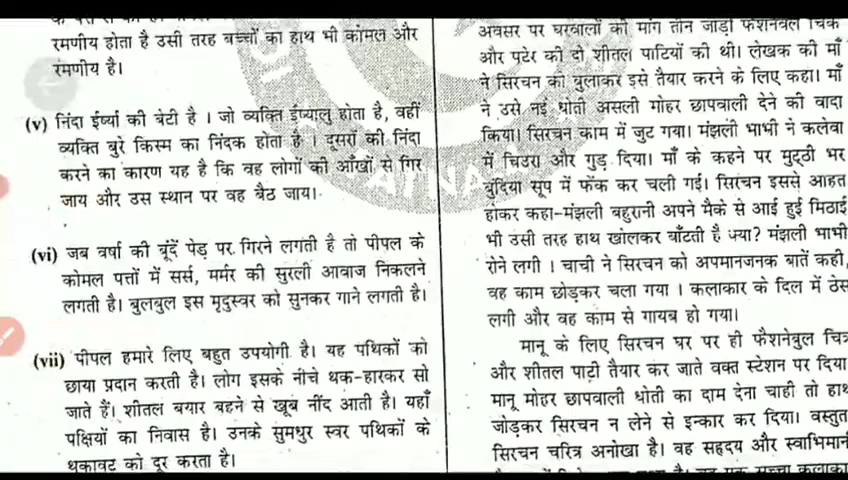 रमणीय होता है उसी तरह बच्चों का हाथ भी कोमल और
रमणीय है।
(v) निंदा ईर्ष्या की बेटी है । जो व्यक्ति ईर्ष्यालु होता है, वहीं
व्यक्ति बुरे किस्म का निंदक होता है । दूसरों की निंदा
करने का कारण यह है कि वह लोगों की आँखों से गिर
जाय और उस स्थान पर वह बैठ जाय।
(vi) जब वर्षा की बूंदें पेड़ पर गिरने लगती है तो पीपल के
कोमल पत्तों में सर्स, मर्मर की सुरली आवाज निकलने
लगती है। बुलबुल इस मृदुस्वर को सुनकर गाने लगती है।
(vii) पीपल हमारे लिए बहुत उपयोगी है। यह पथिकों को
छाया प्रदान करती है। लोग इसके नीचे थक-हारकर सो
जाते हैं। शीतल बयार बहने से खूब नींद आती है। यहाँ
पक्षियों का निवास है। उनके सुमधुर स्वर पथिकों के
थकावट को दूर करता है।
अवसर पर घरवालों की मांग तीन जोड़ी फैशनेबल चिक
और पटेर की दो शीतल पाटियों की थी। लेखक की माँ
ने सिरचन को बुलाकर इसे तैयार करने के लिए कहा। माँ
ने उसे नई धोती असली मोहर छापवाली देने की वादा
किया। सिरचन काम में जुट गया। मंझली भाभी ने कलेवा
में चिउरा और गुड़ दिया। माँ के कहने पर मुट्ठी भर
बुंदिया सूप में फेंक कर चली गई। सिरचन इससे आहत
होकर कहा-मंझली बहुरानी अपने मैके से आई हुई मिठाई
भी उसी तरह हाथ खोलकर बाँटती है क्या? मंझली भाभी
रोने लगी । चाची ने सिरचन को अपमानजनक बातें कही,
वह काम छोड़कर चला गया । कलाकार के दिल में ठेस
लगी और वह काम से गायब हो गया।
मानू के लिए सिरचन घर पर ही फैशनेबुल चित्र
और शीतल पाटी तैयार कर जाते वक्त स्टेशन पर दिया
मानू मोहर छापवाली धोती का दाम देना चाही तो हाथ
जोड़कर सिरचन न लेने से इन्कार कर दिया। वस्तुत
सिरचन चरित्र अनोखा है। वह सहृदय और स्वाभिमान